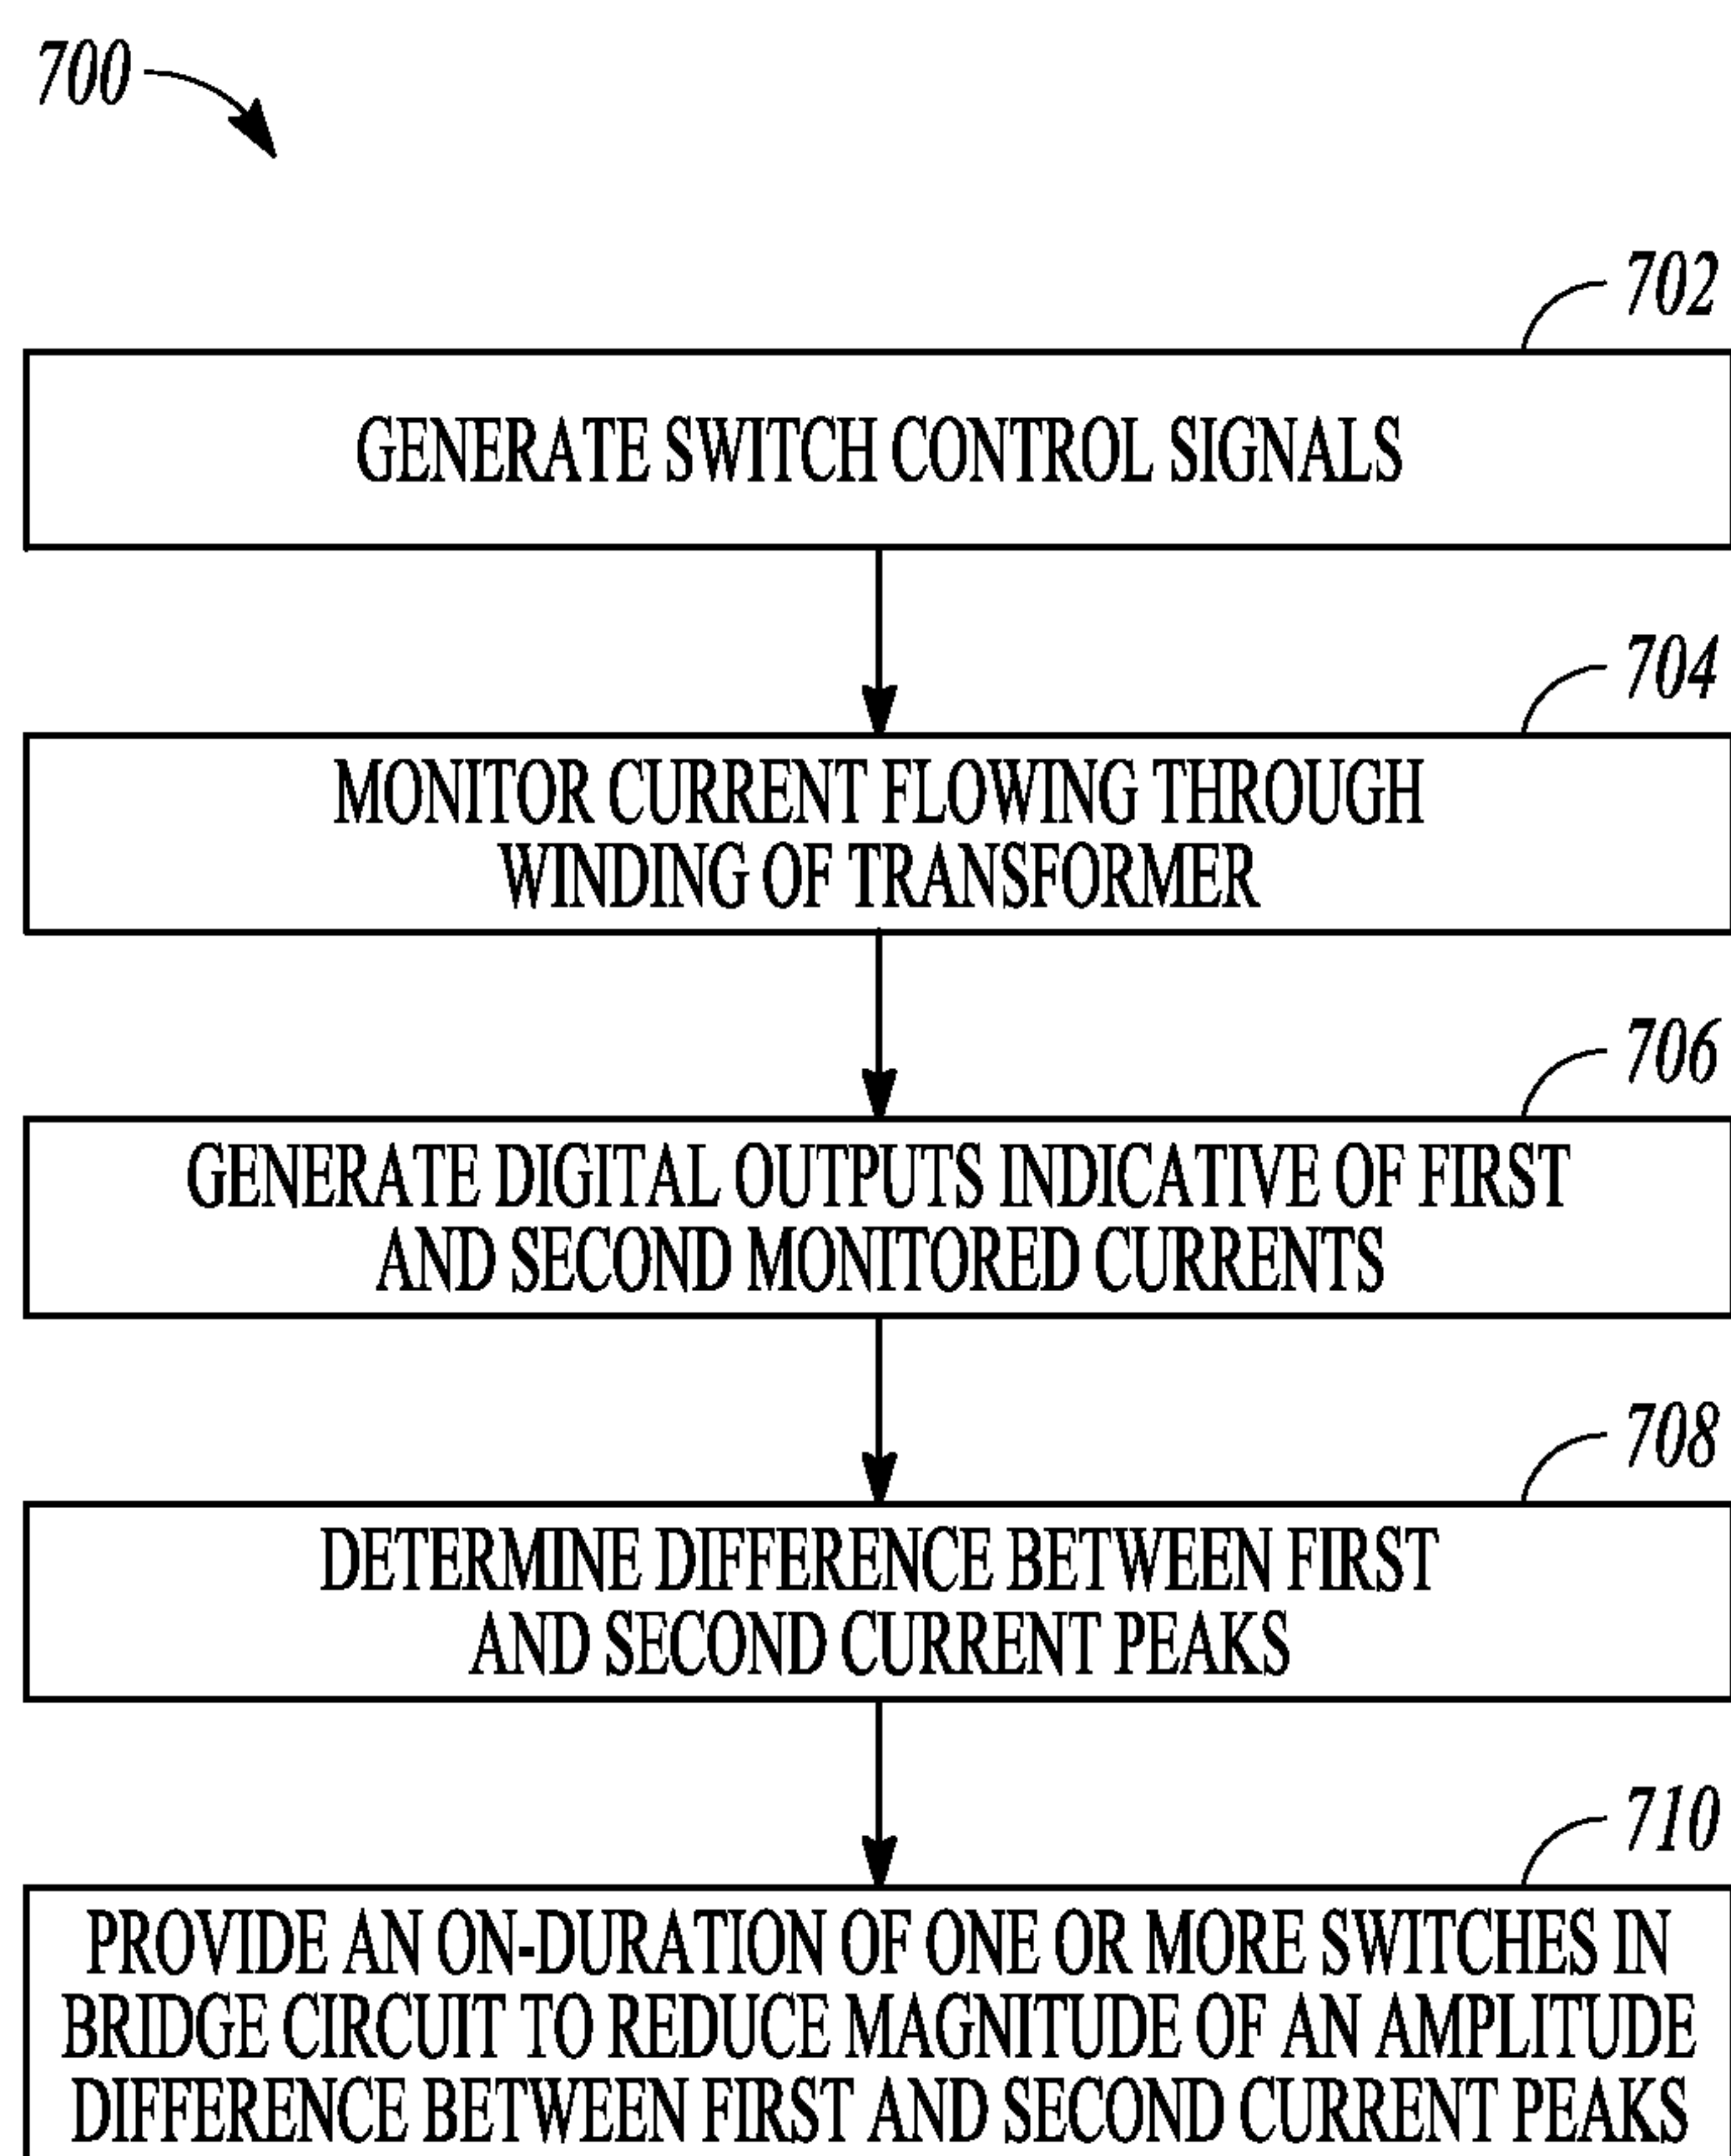 700
702
GENERATE SWITCH CONTROL SIGNALS
704
MONITOR CURRENT FLOWING THROUGH
WINDING OF TRANSFORMER
706
GENERATE DIGITAL OUTPUTS INDICATIVE OF FIRST
AND SECOND MONITORED CURRENTS
708
DETERMINE DIFFERENCE BETWEEN FIRST
AND SECOND CURRENT PEAKS
710
PROVIDE AN ON-DURATION OF ONE OR MORE SWITCHES IN
BRIDGE CIRCUIT TO REDUCE MAGNITUDE OF AN AMPLITUDE
DIFFERENCE BETWEEN FIRST AND SECOND CURRENT PEAKS